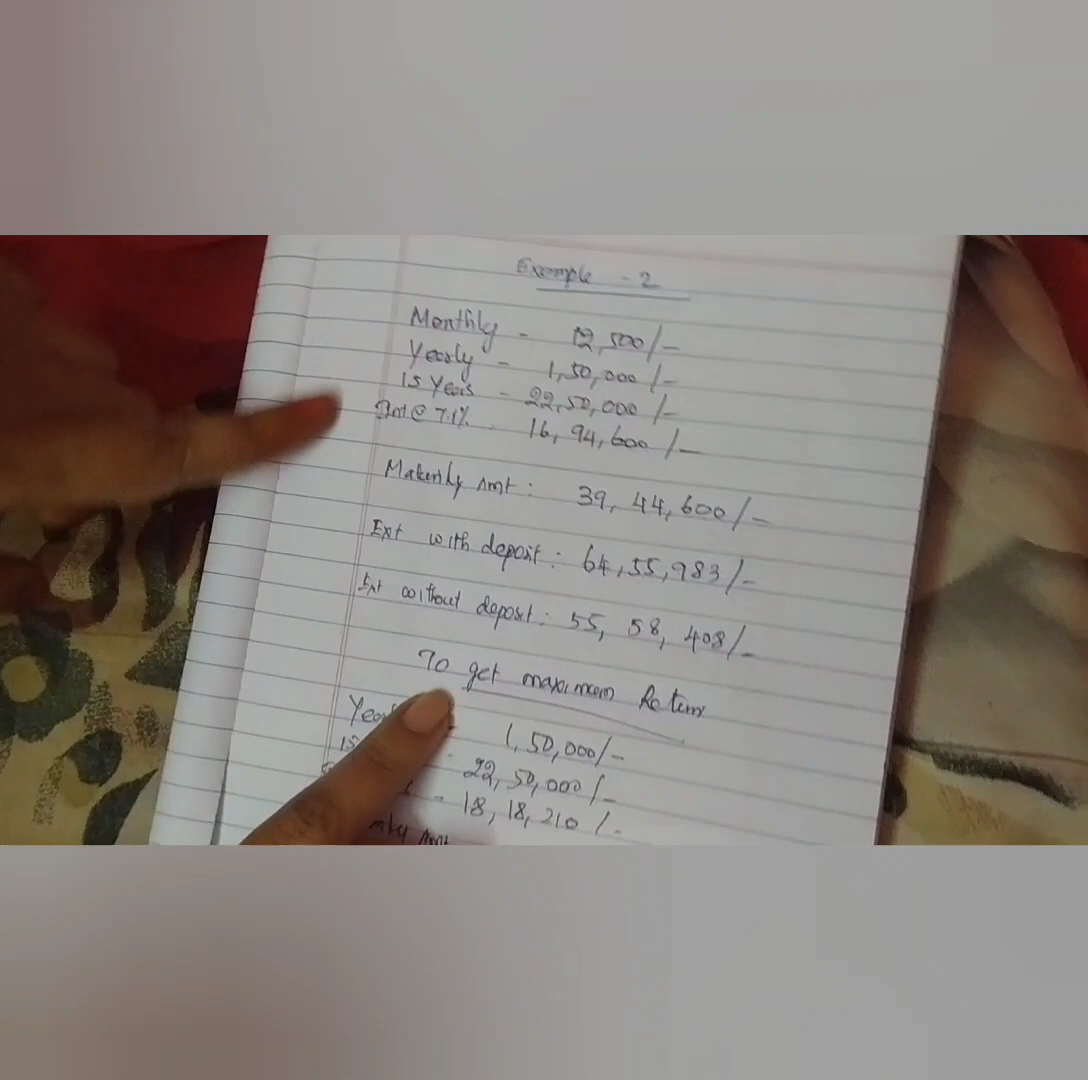 Example - 2
Monthly - 12,500/-
Yearly - 1,50,000/-
15 Years - 22,50,000/-
Int @ 7.1% - 16,94,600/-
Maturity Amt : 39,44,600/-
Ext with deposit : 64,55,983/-
Ext without deposit : 55,58,408/-
To get maximum Return
1,50,000/-
- 22,50,000/-
- 18,18,210/-
Amt